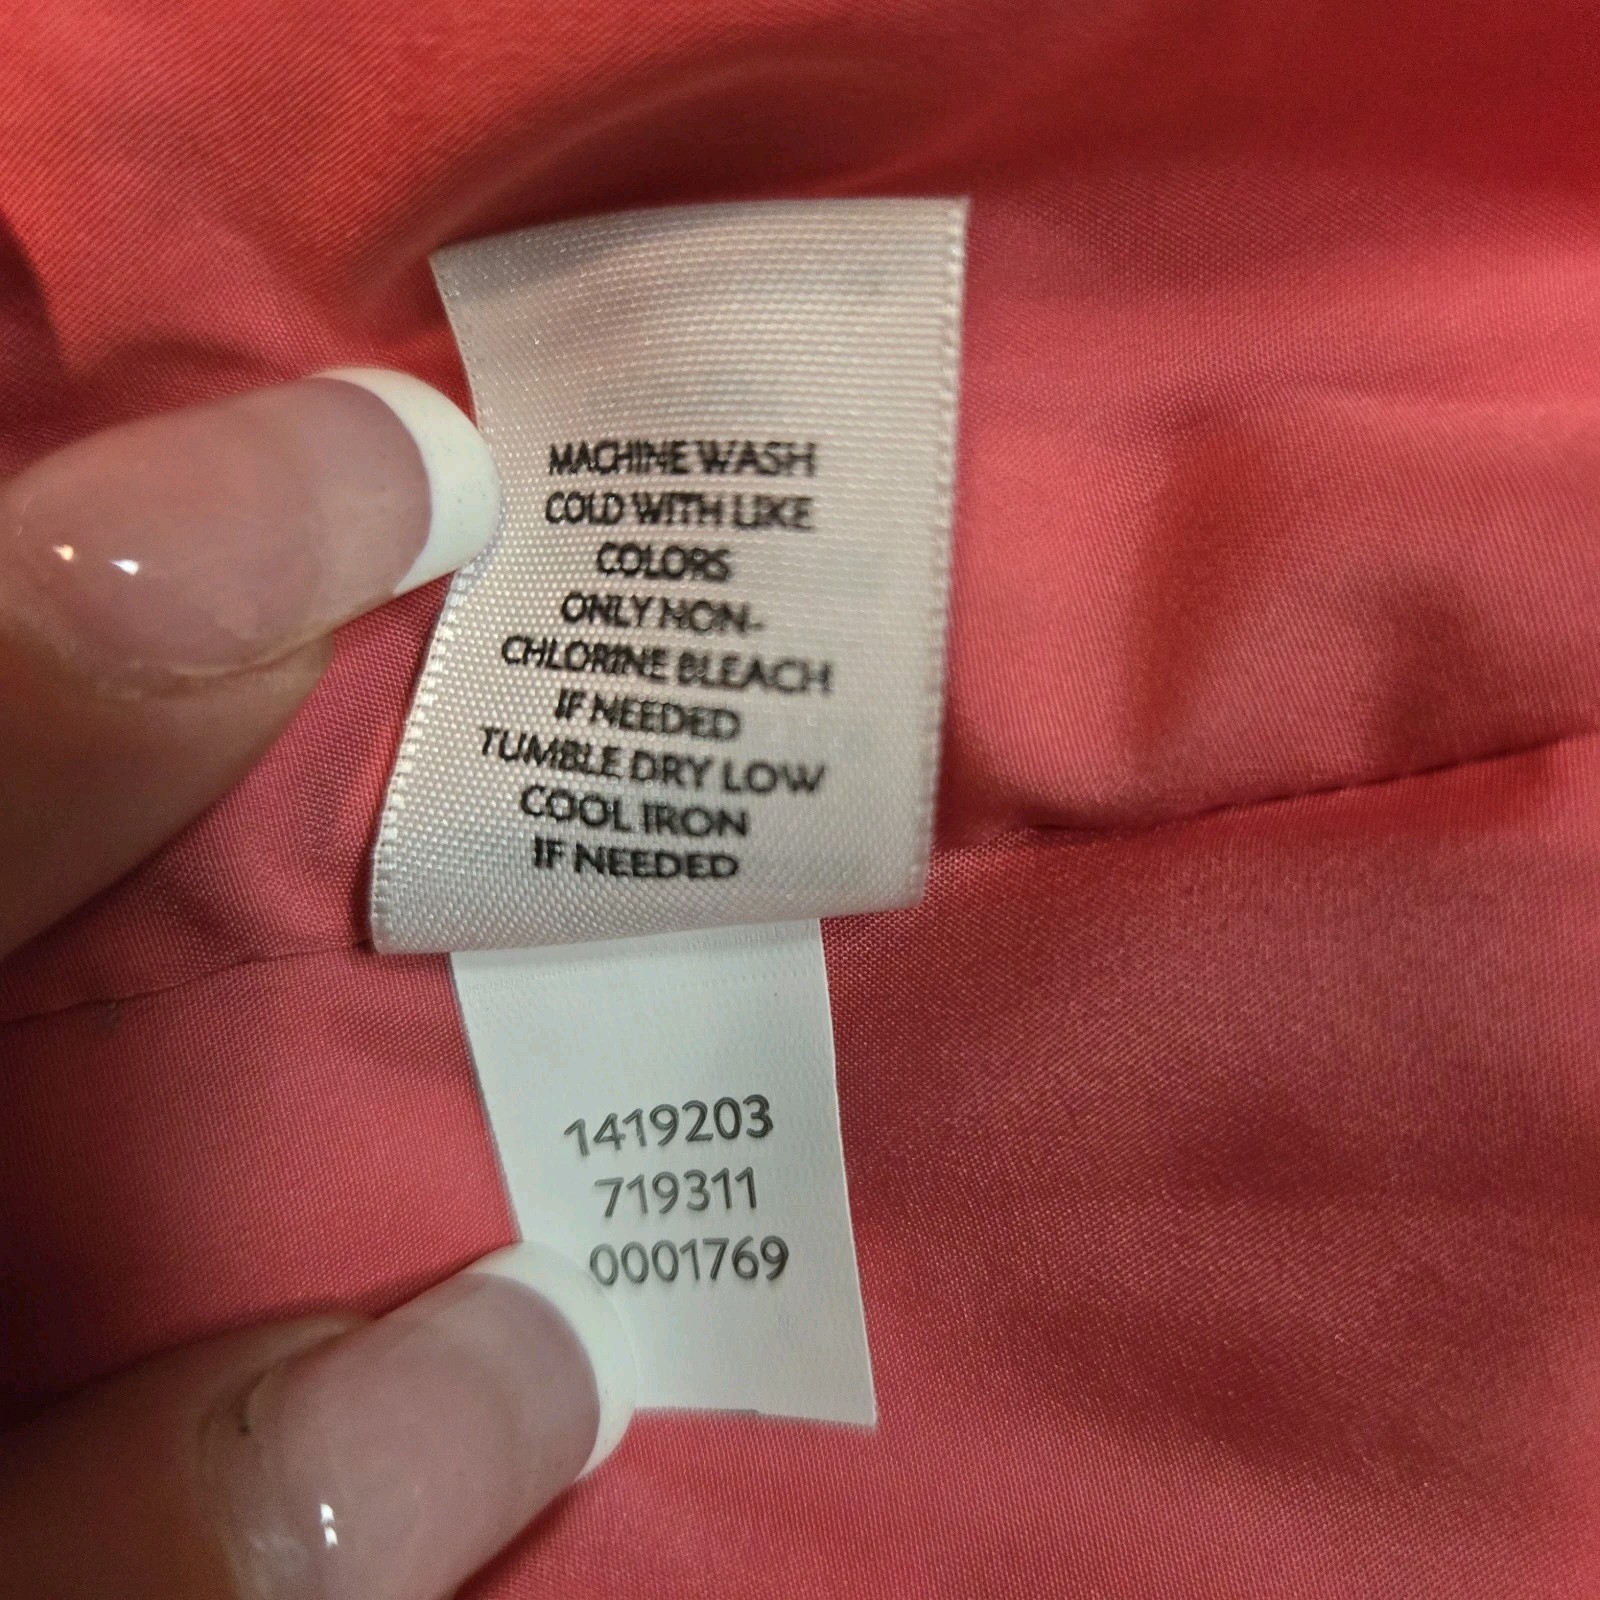 MACHINE WASH
COLD WITH LIKE
COLORS
ONLY NON-
CHLORINE BLEACH
IF NEEDED
TUMBLE DRY LOW
COOL IRON
IF NEEDED
1419203
719311
0001769